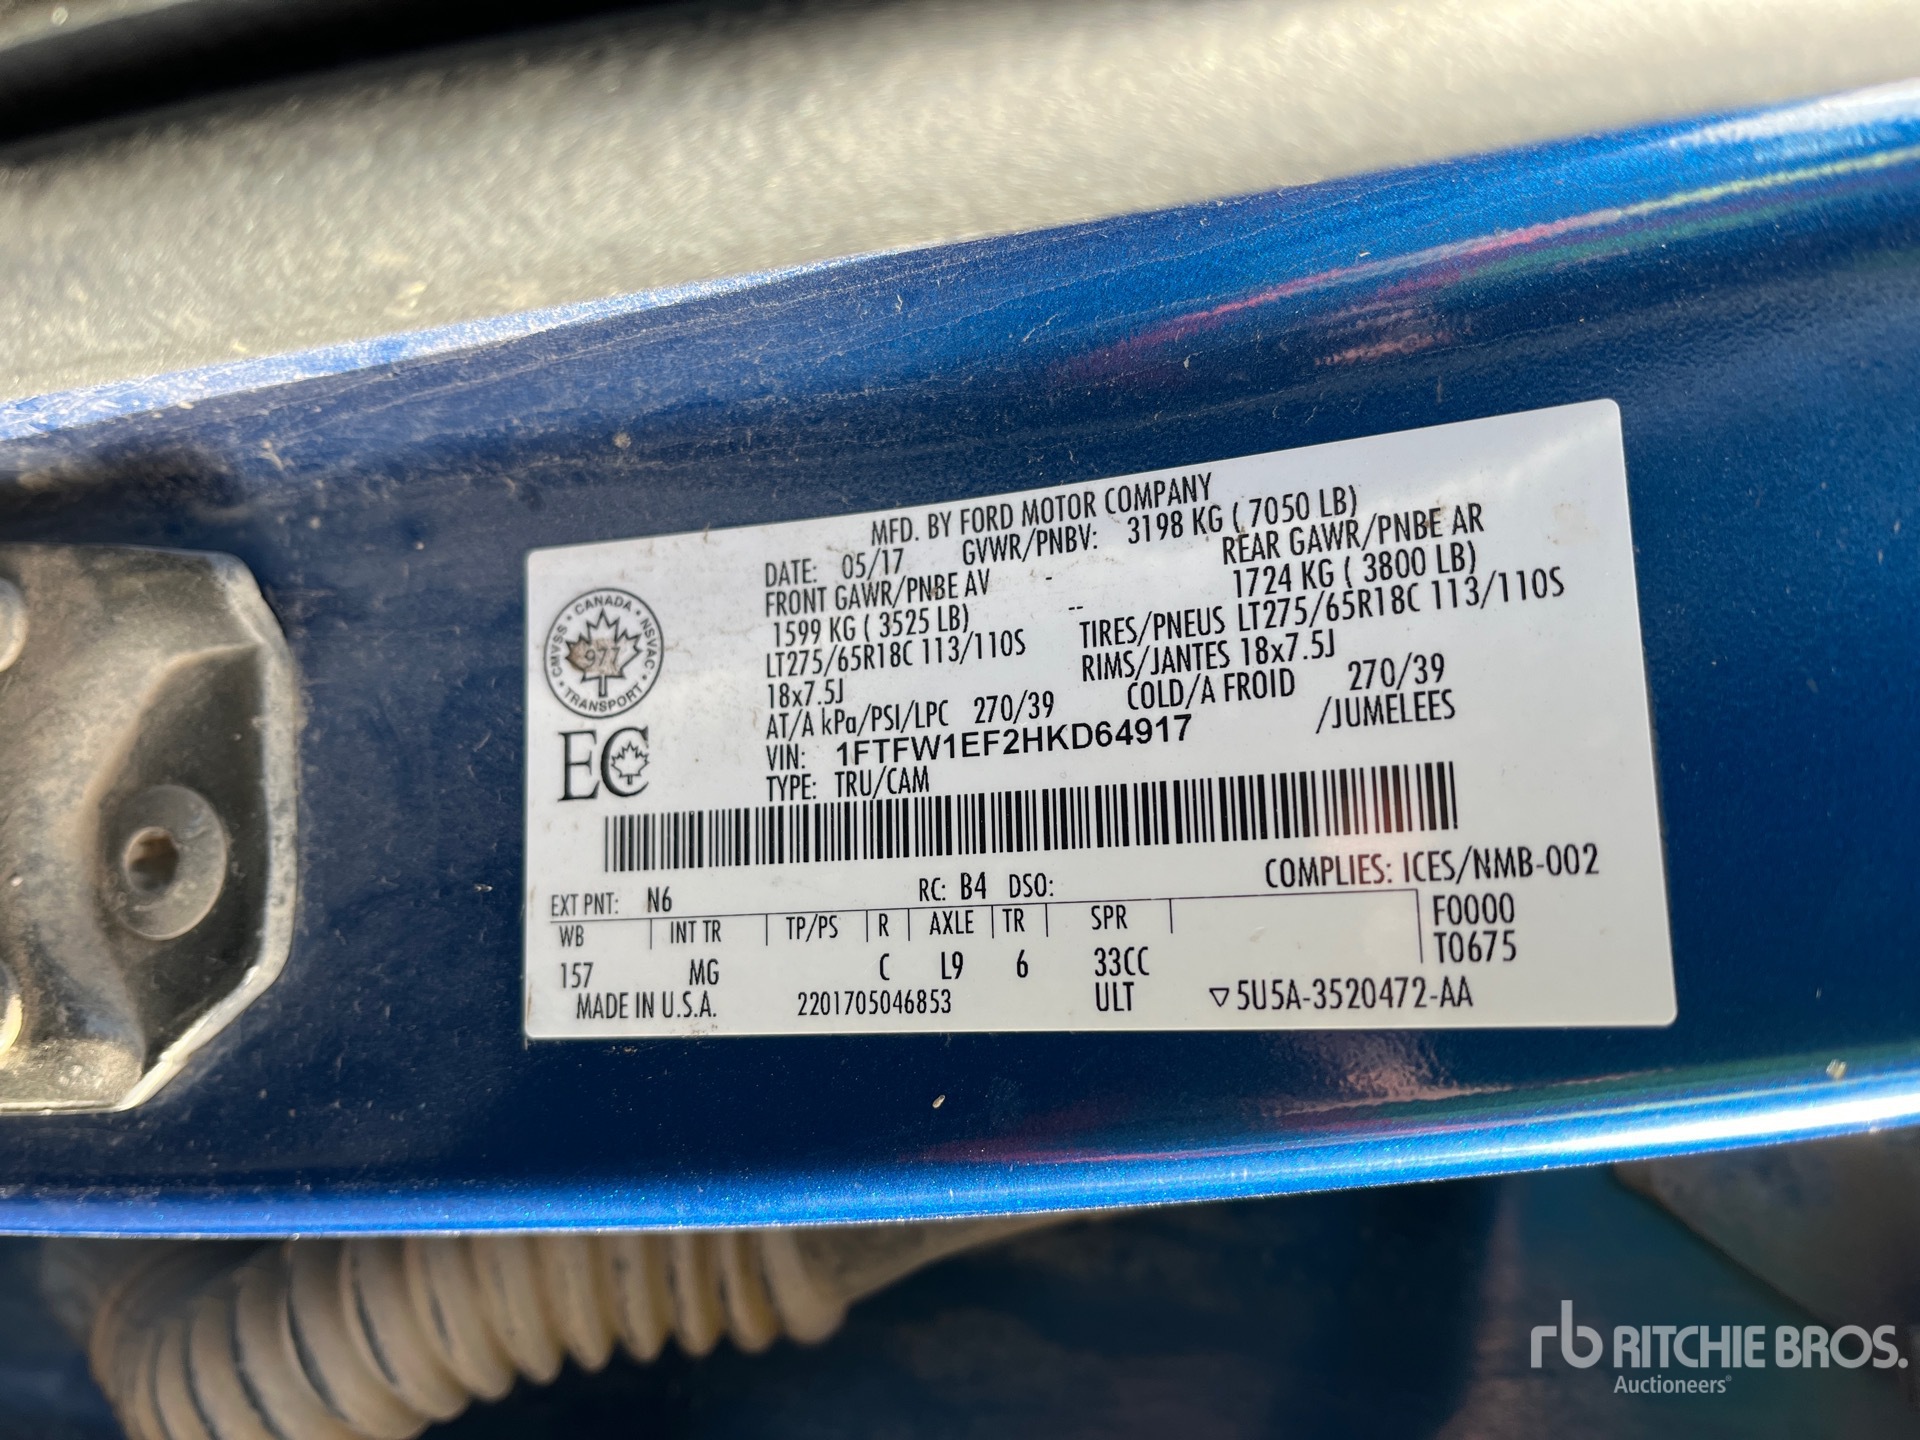 MFD. BY FORD MOTOR COMPANY
DATE: 05/17 GVWR/PNBV: 3198 KG ( 7050 LB)
FRONT GAWR/PNBE AV - REAR GAWR/PNBE AR
1599 KG ( 3525 LB) -- 1724 KG ( 3800 LB)
LT275/65R18C 113/110S TIRES/PNEUS LT275/65R18C 113/110S
18x7.5J RIMS/JANTES 18x7.5J
AT/A kPa/PSI/LPC 270/39 COLD/A FROID 270/39
VIN: 1FTFW1EF2HKD64917 /JUMELEES
TYPE: TRU/CAM
CANADA
CMVSS NSVAC
977
TRANSPORT
EC
COMPLIES: ICES/NMB-002
EXT PNT: N6 RC: B4 DSO:
WB INT TR TP/PS R AXLE TR SPR F0000
157 MG C L9 6 33CC T0675
MADE IN U.S.A. 2201705046853 ULT ▽5U5A-3520472-AA
rb RITCHIE BROS.
Auctioneers®